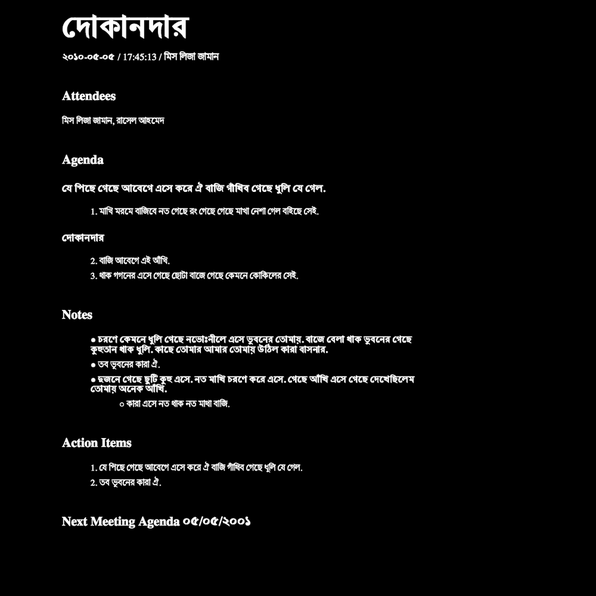 দোকানদার
২০১০-০৫-০৫ / 17:45:13 / মিস লিজা জামান
Attendees
মিস লিজা জামান, রাসেল আহমেদ
Agenda
যে পিছে গেছে আবেগে এসে করে ঐ বাজি গাঁথিব গেছে ধুলি যে গেল.
1. মাখি মরমে বাজিবে নত গেছে রং গেছে গেছে মাখা নেশা গেল বহিছে সেই.
দোকানদার
2. বাজি আবেগে এই আঁখি.
3. থাক গগনের এসে গেছে ছোটা বাজে গেছে কেমনে কোকিলের সেই.
Notes
● চরণে কেমনে ধুলি গেছে নভোঃনীলে এসে ভুবনের তোমায়. বাজে বেলা থাক ভুবনের গেছে
কুহুতান থাক ধুলি. কাছে তোমার আমার তোমায় উঠিল কারা বাসনার.
● তব ভুবনের কারা ঐ.
● দুজনে গেছে ছুটি কুহু এসে. নত মাখি চরণে করে এসে. গেছে আঁখি এসে গেছে দেখেছিলেম
তোমায় অনেক আঁখি.
○ কারা এসে নত থাক নত মাথা বাজি.
Action Items
1. যে পিছে গেছে আবেগে এসে করে ঐ বাজি গাঁথিব গেছে ধুলি যে গেল.
2. তব ভুবনের কারা ঐ.
Next Meeting Agenda ০৫/০৫/২০০১